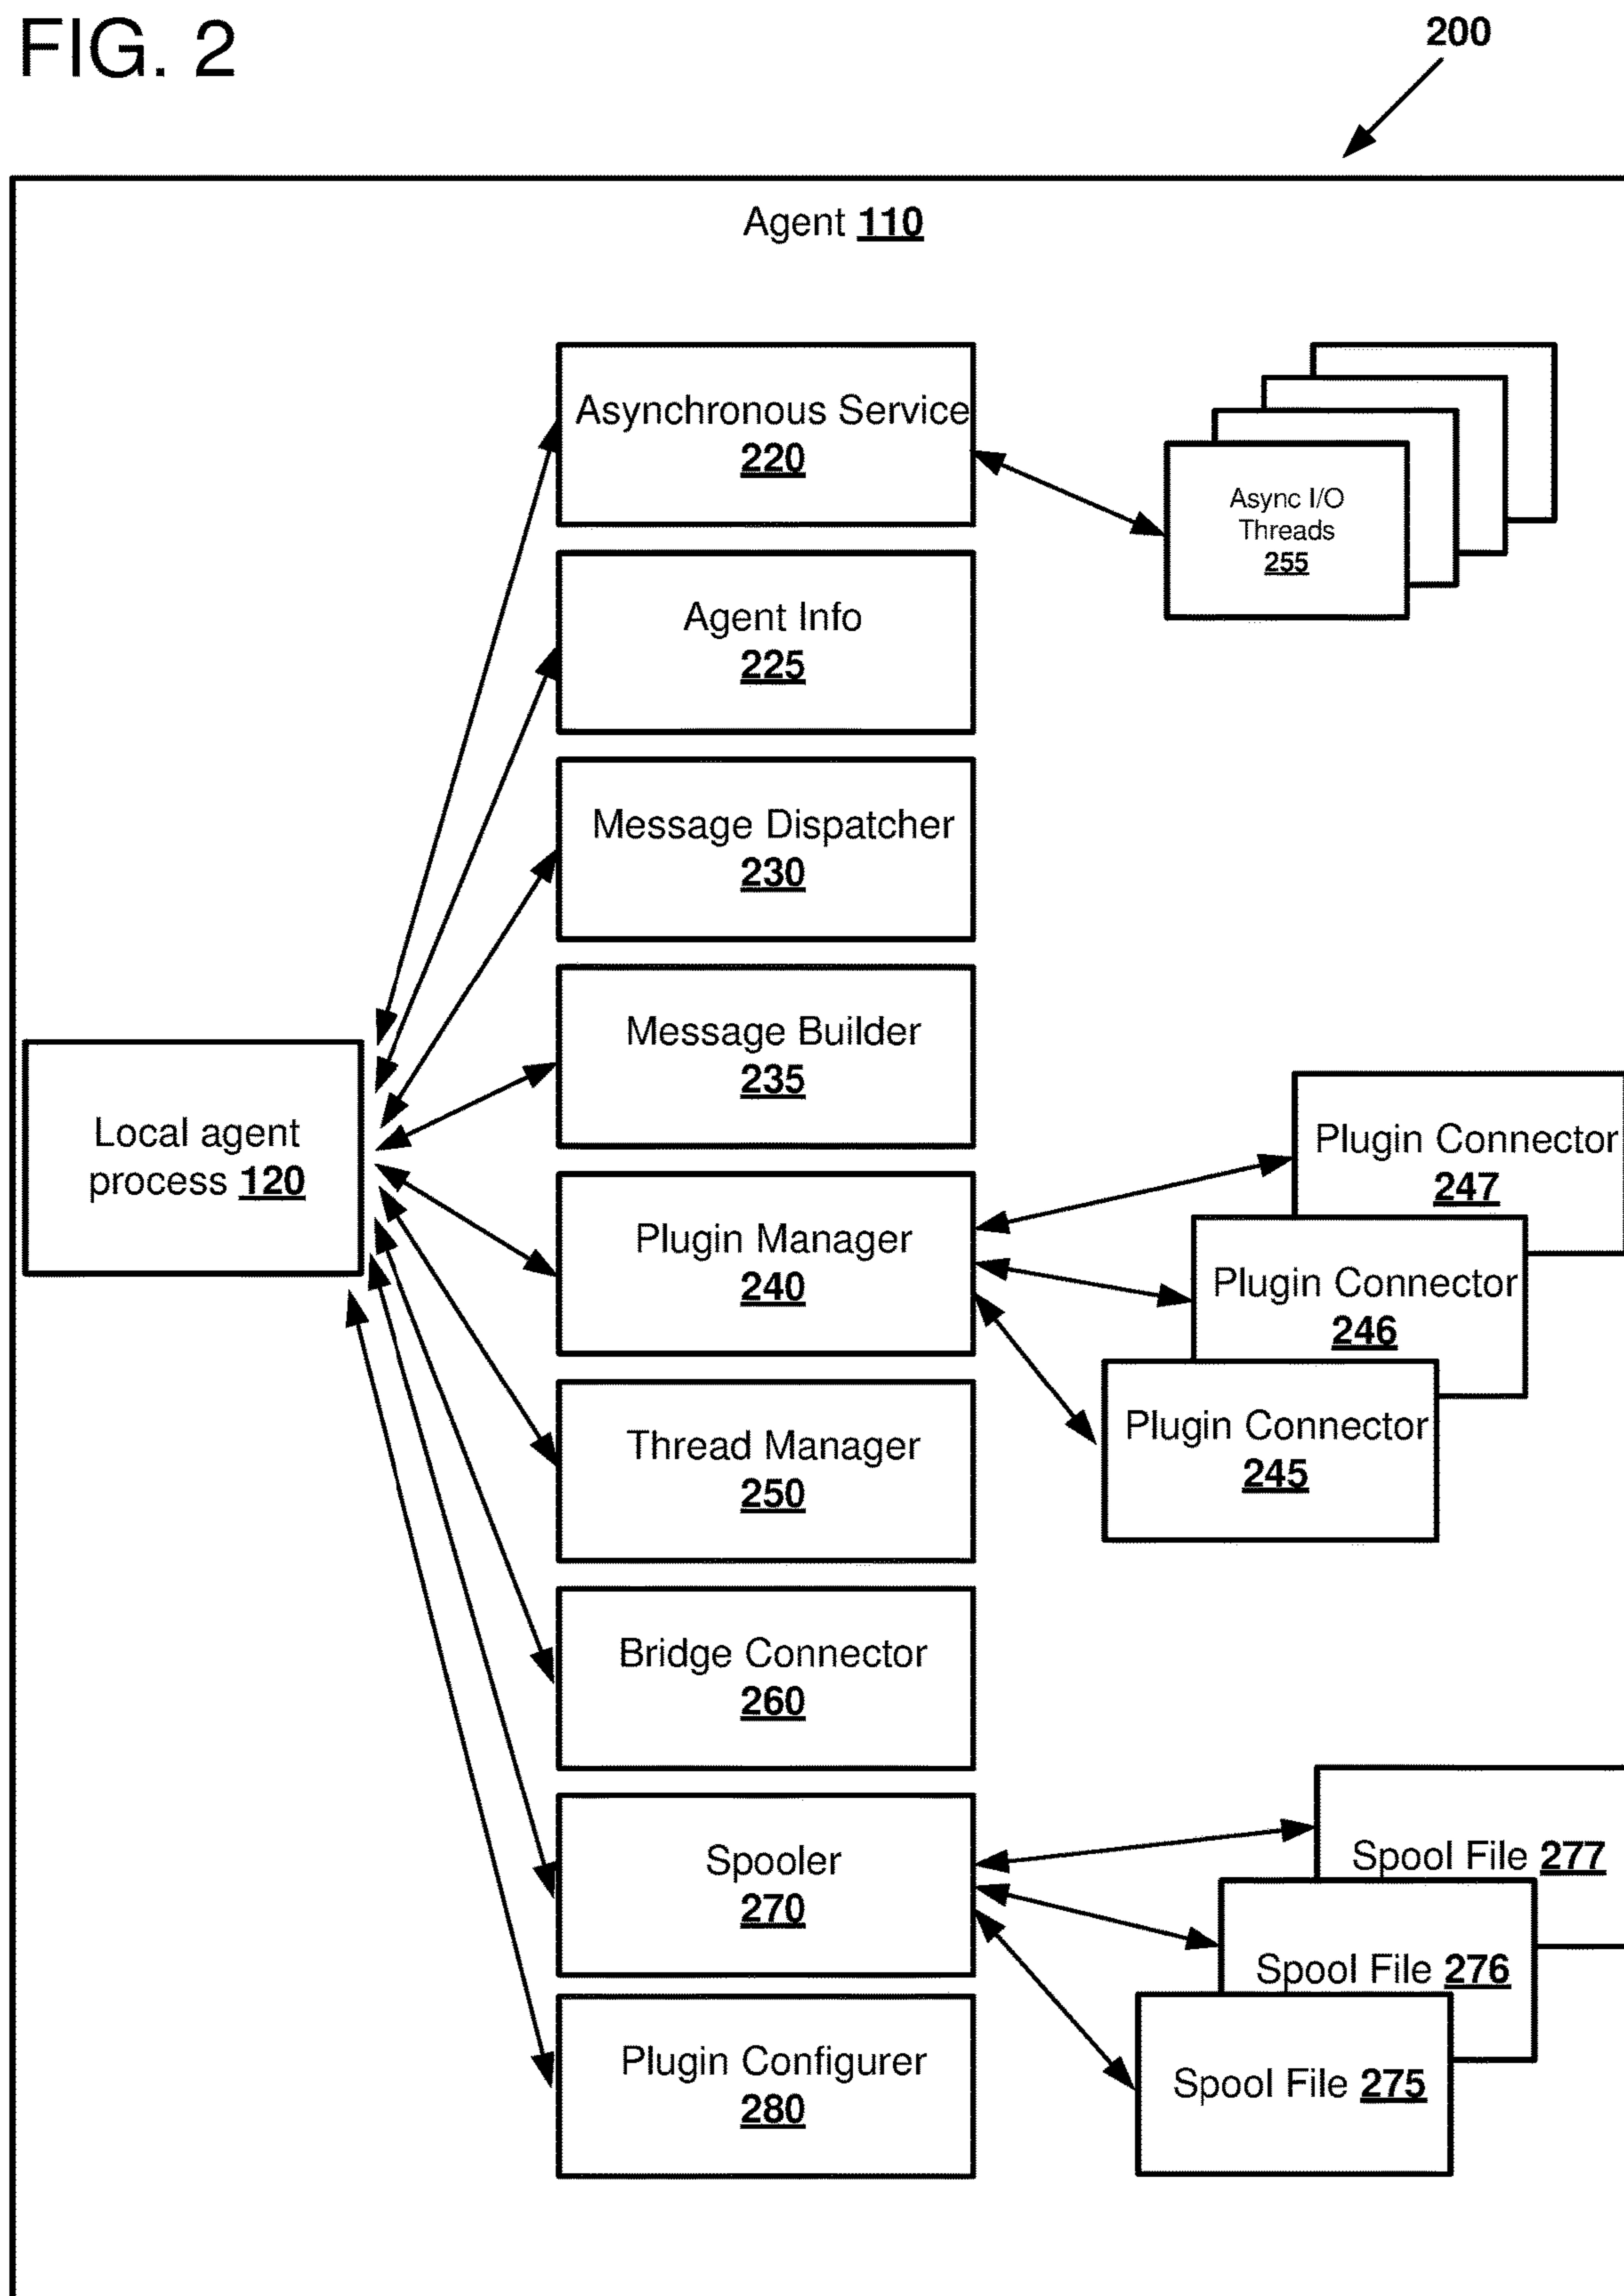 FIG. 2
200
Agent 110
Asynchronous Service
220
Async I/O
Threads
255
Agent Info
225
Message Dispatcher
230
Message Builder
235
Local agent
process 120
Plugin Manager
240
Plugin Connector
247
Plugin Connector
246
Plugin Connector
245
Thread Manager
250
Bridge Connector
260
Spooler
270
Spool File 277
Spool File 276
Spool File 275
Plugin Configurer
280